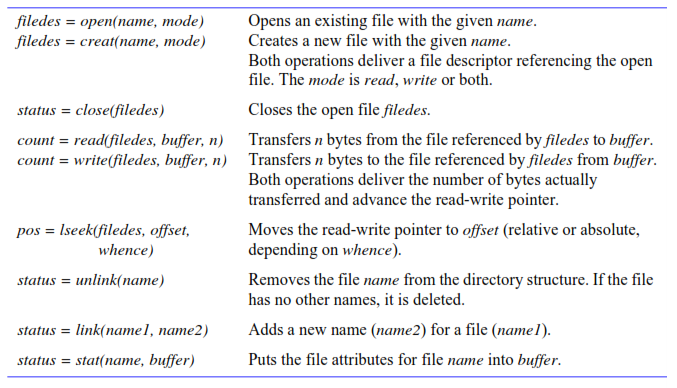 filedes = open(name, mode) Opens an existing file with the given name.
filedes = creat(name, mode) Creates a new file with the given name.
Both operations deliver a file descriptor referencing the open
file. The mode is read, write or both.
status = close(filedes) Closes the open file filedes.
count = read(filedes, buffer, n) Transfers n bytes from the file referenced by filedes to buffer.
count = write(filedes, buffer, n) Transfers n bytes to the file referenced by filedes from buffer.
Both operations deliver the number of bytes actually
transferred and advance the read-write pointer.
pos = lseek(filedes, offset, Moves the read-write pointer to offset (relative or absolute,
whence) depending on whence).
status = unlink(name) Removes the file name from the directory structure. If the file
has no other names, it is deleted.
status = link(name1, name2) Adds a new name (name2) for a file (name1).
status = stat(name, buffer) Puts the file attributes for file name into buffer.